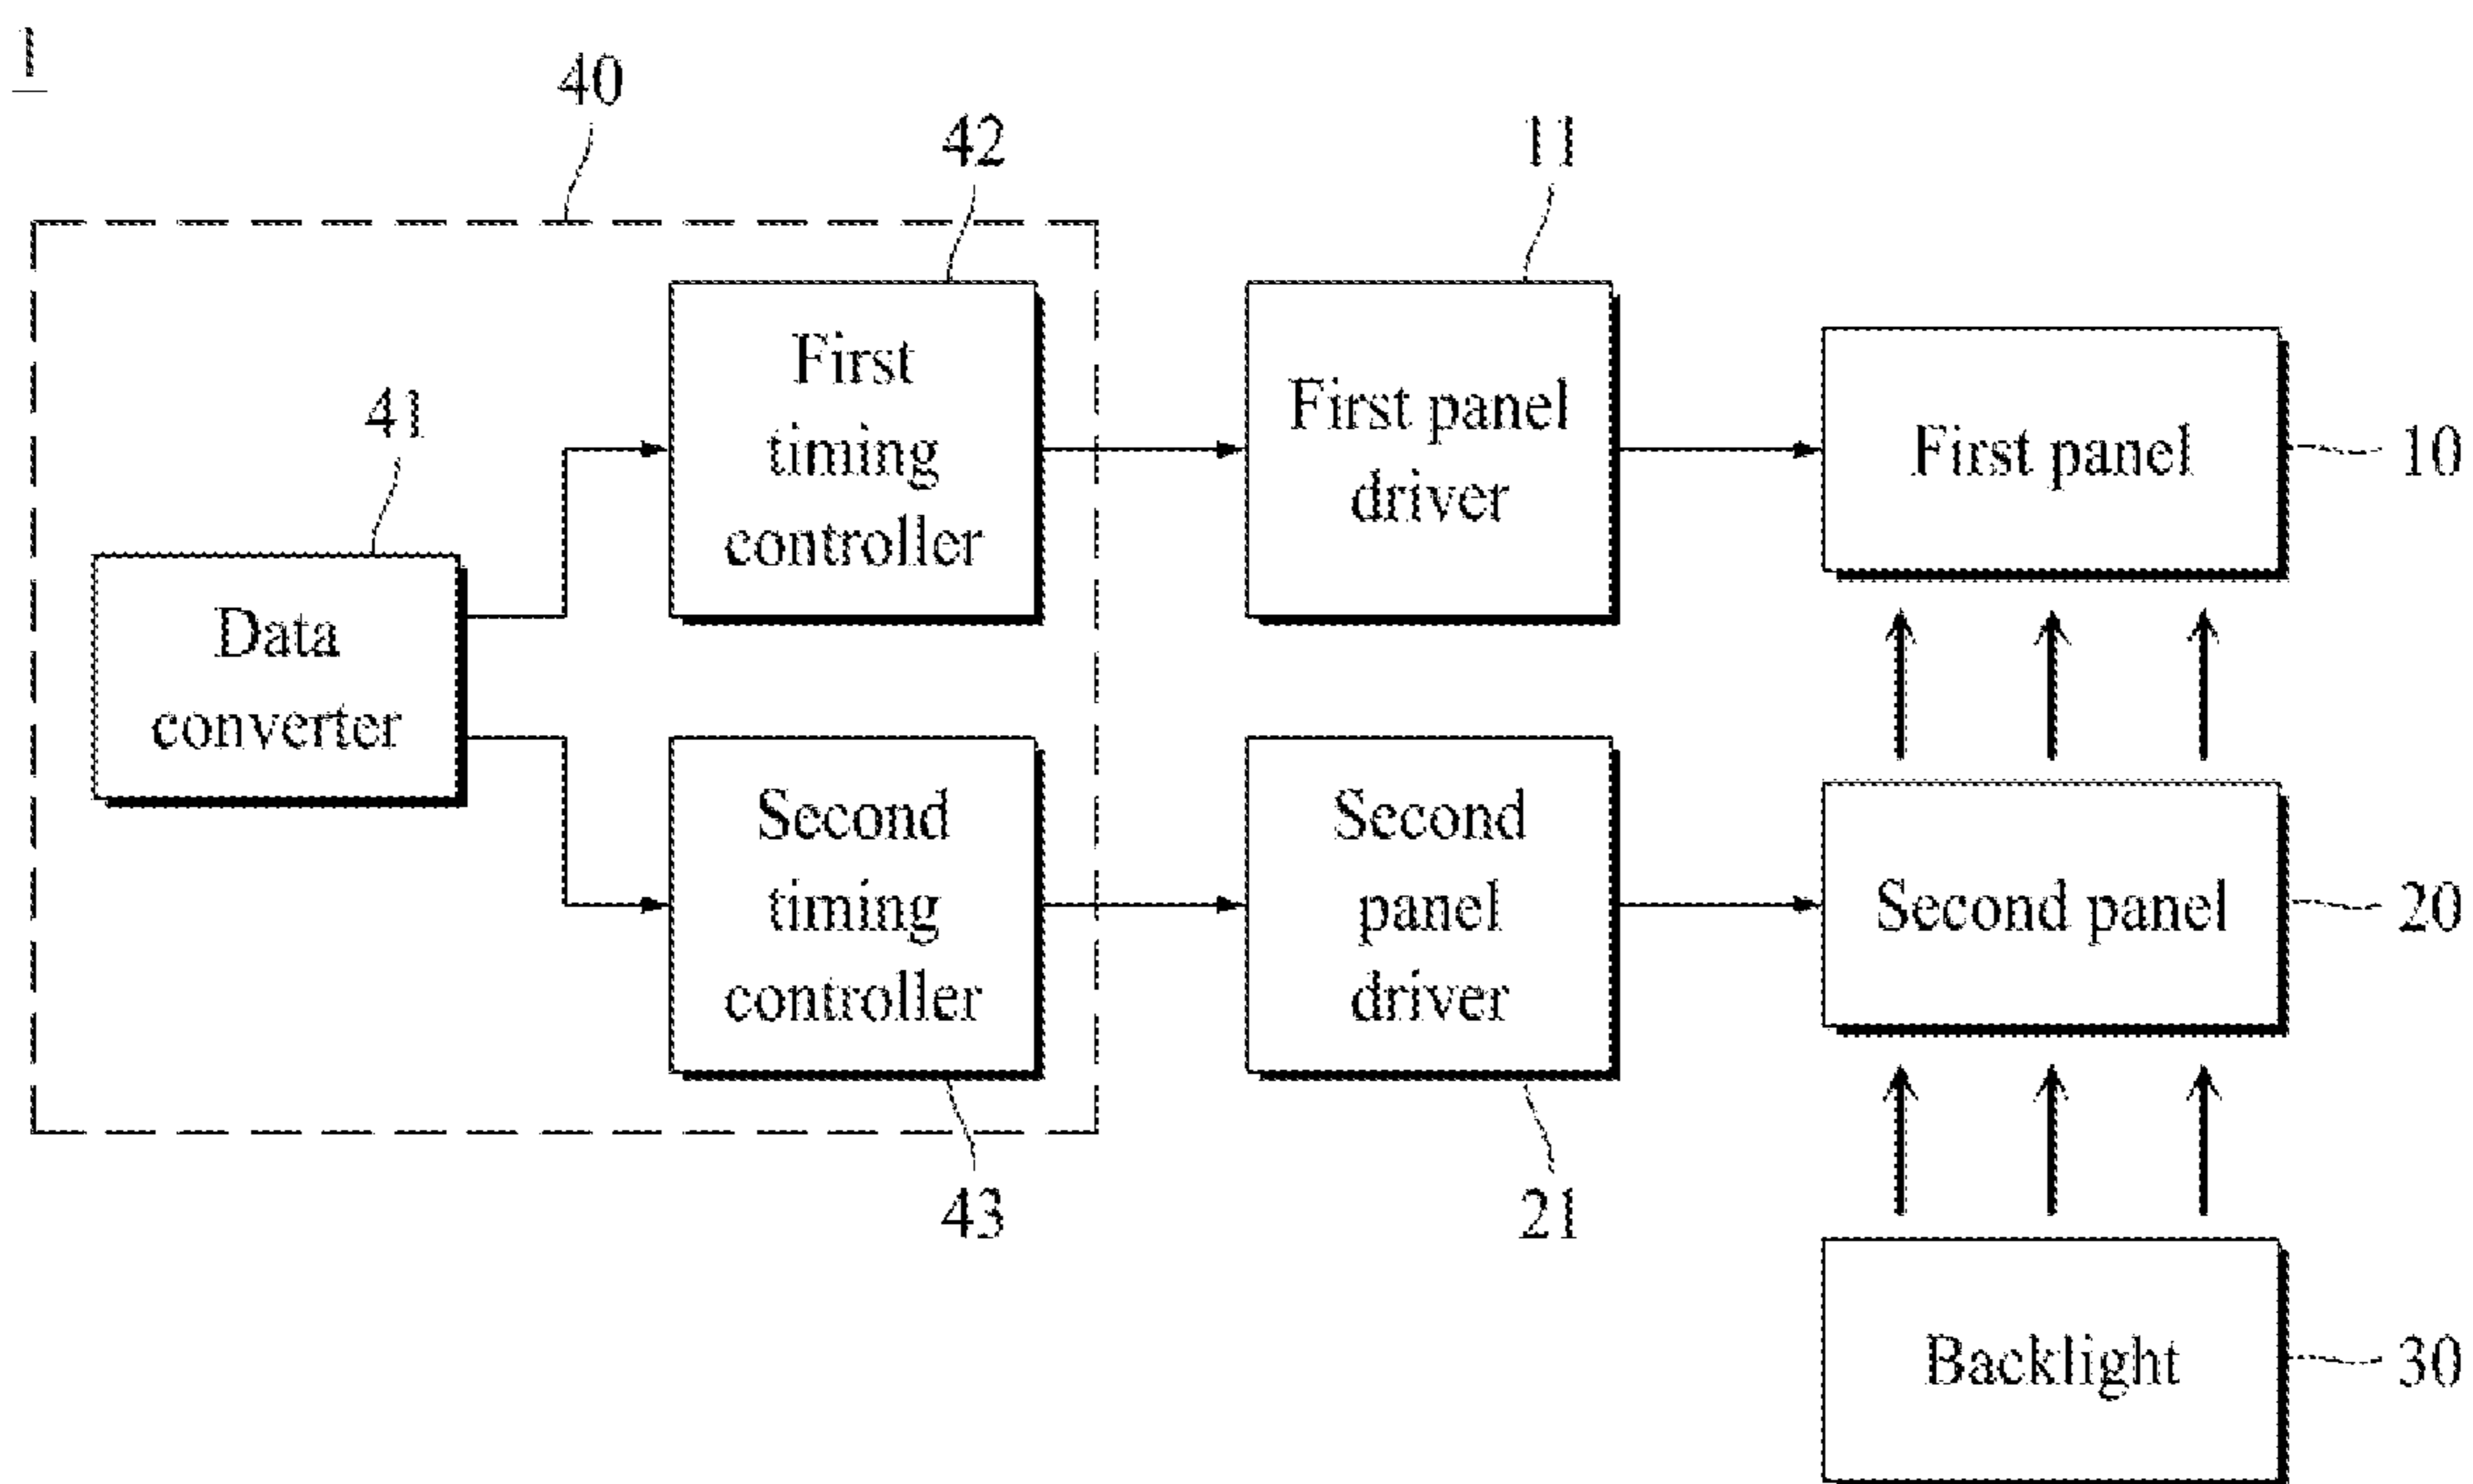 1
40
42
11
First
timing
controller
First panel
driver
First panel
10
41
Data
converter
Second
timing
controller
Second
panel
driver
Second panel
20
43
21
Backlight
30